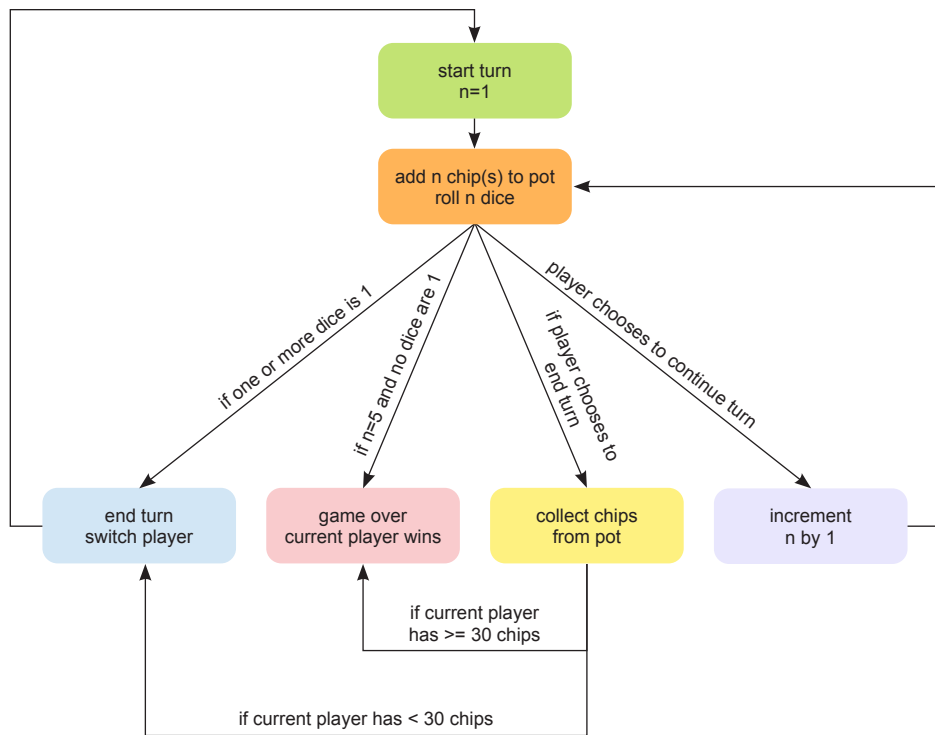 start turn
n=1
add n chip(s) to pot
roll n dice
if one or more dice is 1
if n=5 and no dice are 1
if player chooses to
end turn
player chooses to continue turn
end turn
switch player
game over
current player wins
collect chips
from pot
increment
n by 1
if current player
has >= 30 chips
if current player has < 30 chips